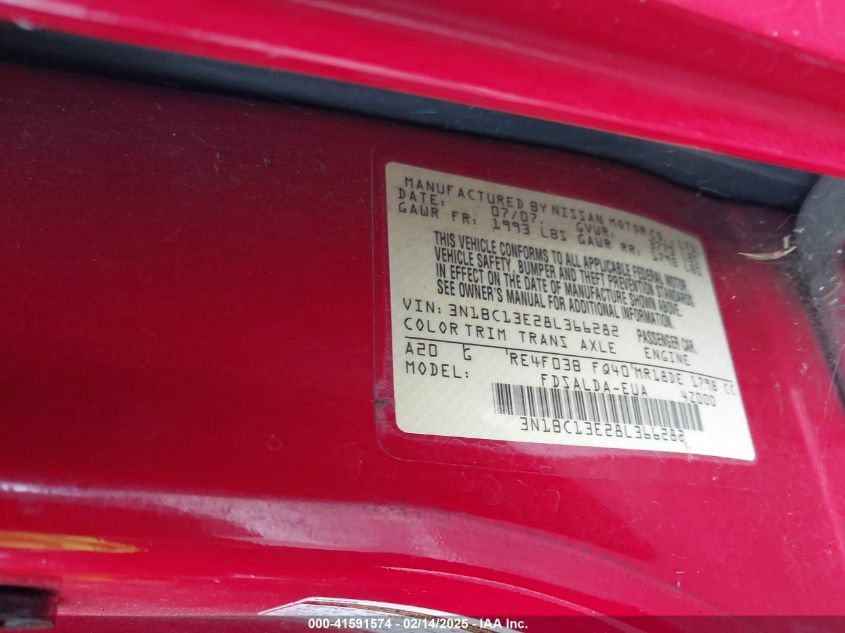 MANUFACTURED BY NISSAN MOTOR CO., LTD.
DATE: 07/07 GVWR:
GAWR FR: 1993 LBS GAWR RR:
THIS VEHICLE CONFORMS TO ALL APPLICABLE FEDERAL MOTOR
VEHICLE SAFETY, BUMPER AND THEFT PREVENTION STANDARDS
IN EFFECT ON THE DATE OF MANUFACTURE SHOWN ABOVE.
SEE OWNER'S MANUAL FOR ADDITIONAL INFORMATION.
VIN: 3N1BC13E28L366282 PASSENGER CAR
COLOR TRIM TRANS AXLE ENGINE
A20 G RE4F03B FQ40 MR18DE 1798 CC
MODEL: FDSALDA-EUA 4Z000
3N1BC13E28L366282
000-41591574 02/14/2025 IAA Inc.